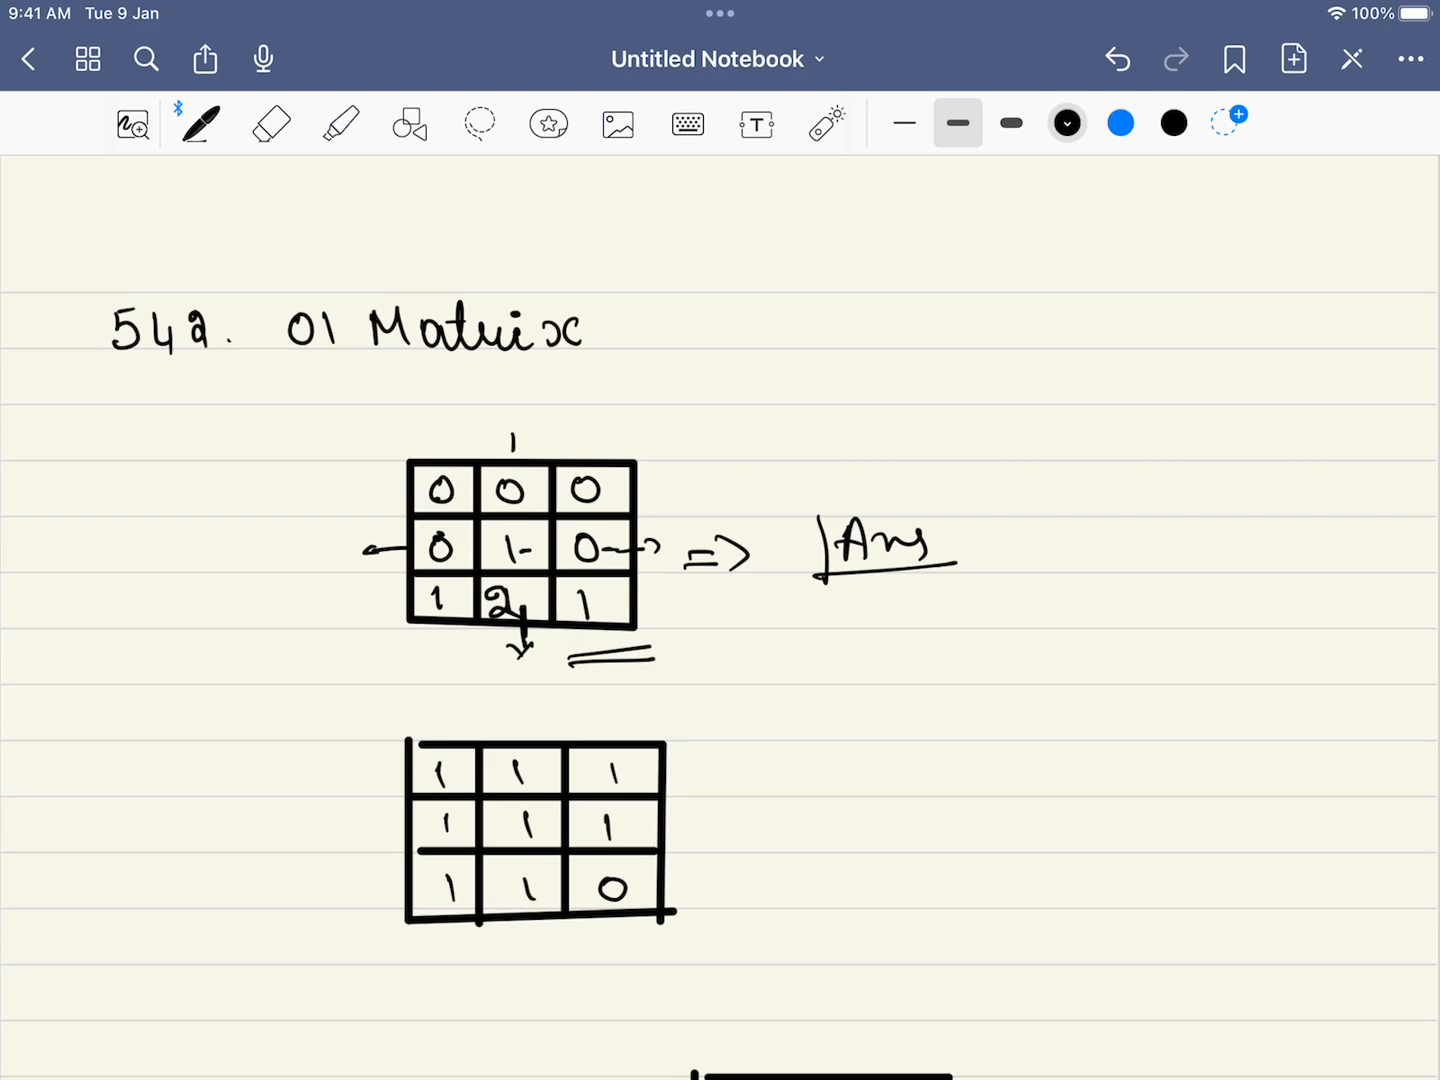 9:41 AM Tue 9 Jan
100%
Untitled Notebook
T
542. 01 Matrix
1
0 0 0
0 1- 0
1 2 1
=> Ans
1 1 1
1 1 1
1 1 0